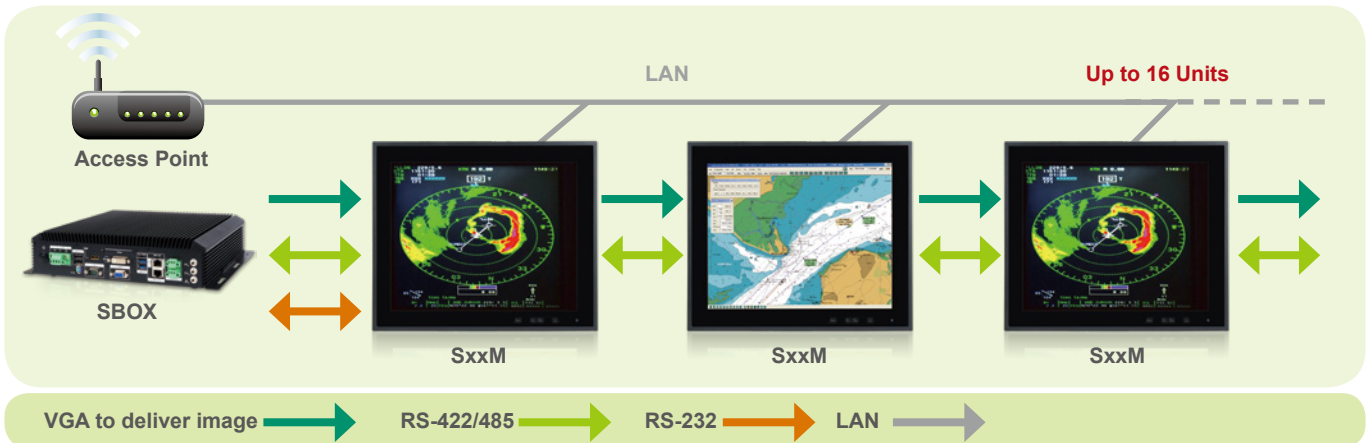 LAN
Up to 16 Units
Access Point
SBOX
SxxM
SxxM
SxxM
VGA to deliver image
RS-422/485
RS-232
LAN